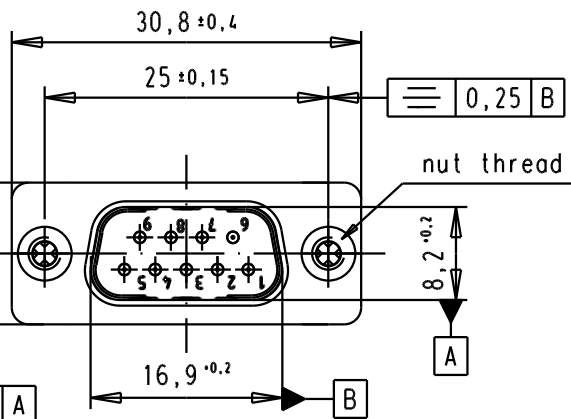 30,8 ±0,4
25 ±0,15
⌯ 0,25 B
nut thread
9 8 7 6
5 4 3 2 1
8,2 +0,2
A
16,9 +0,2
B
A